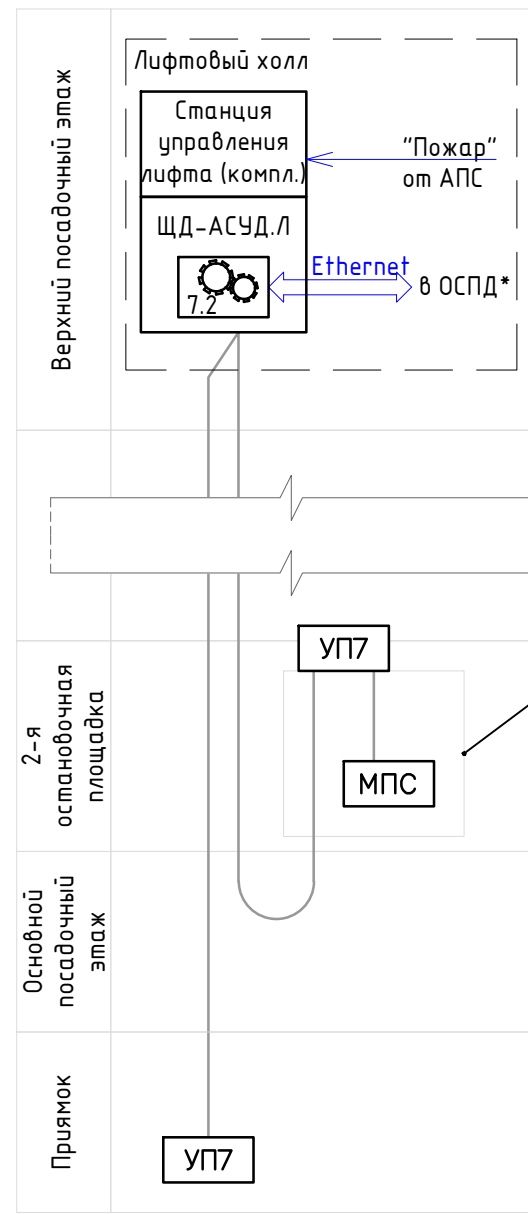 Верхний посадочный этаж
Лифтовый холл
Станция
управления
лифта (компл.)
"Пожар"
от АПС
ЩД-АСУД.Л
7.2
Ethernet
в ОСПД*
2-я
остановочная
площадка
УП7
МПС
Основной
посадочный
этаж
Приямок
УП7